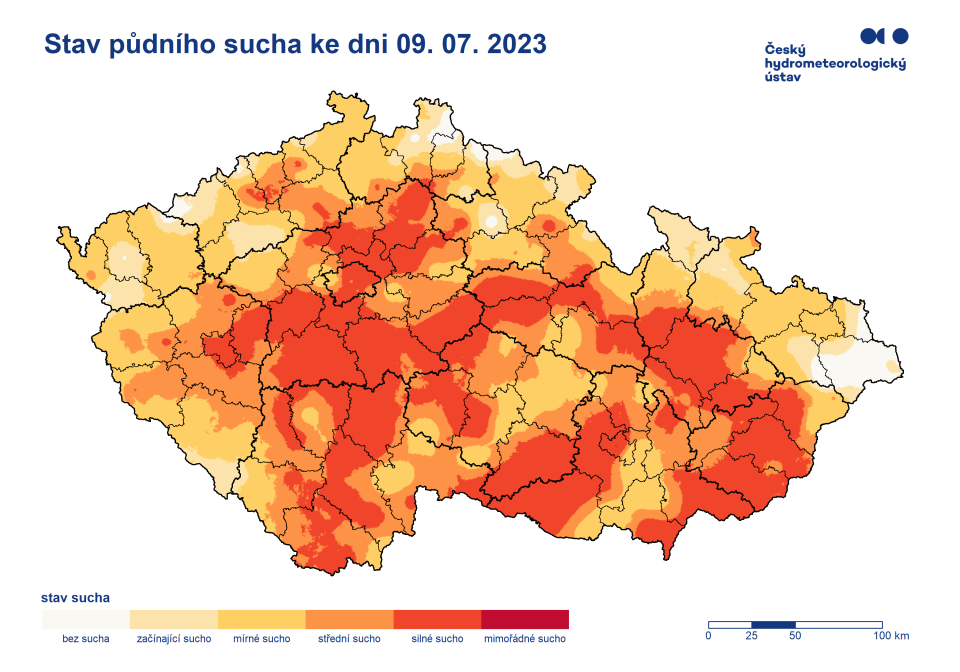 Stav půdního sucha ke dni 09. 07. 2023
Český
hydrometeorologický
ústav
stav sucha
bez sucha
začínající sucho
mírné sucho
střední sucho
silné sucho
mimořádné sucho
0
25
50
100 km